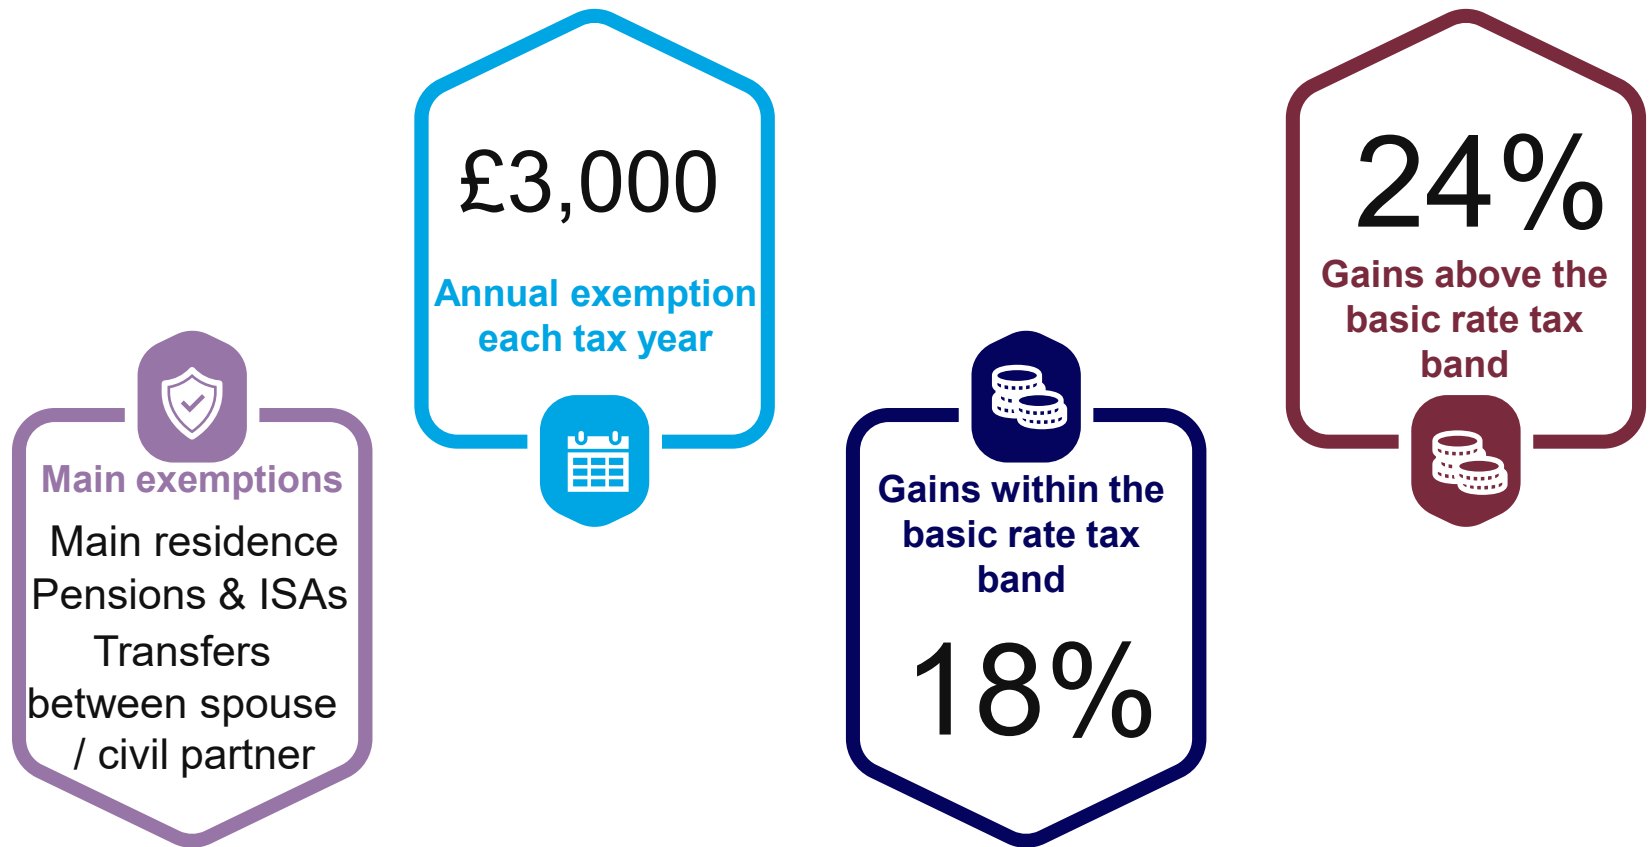 Main exemptions
Main residence
Pensions & ISAs
Transfers
between spouse
/ civil partner
£3,000
Annual exemption
each tax year
Gains within the
basic rate tax
band
18%
24%
Gains above the
basic rate tax
band